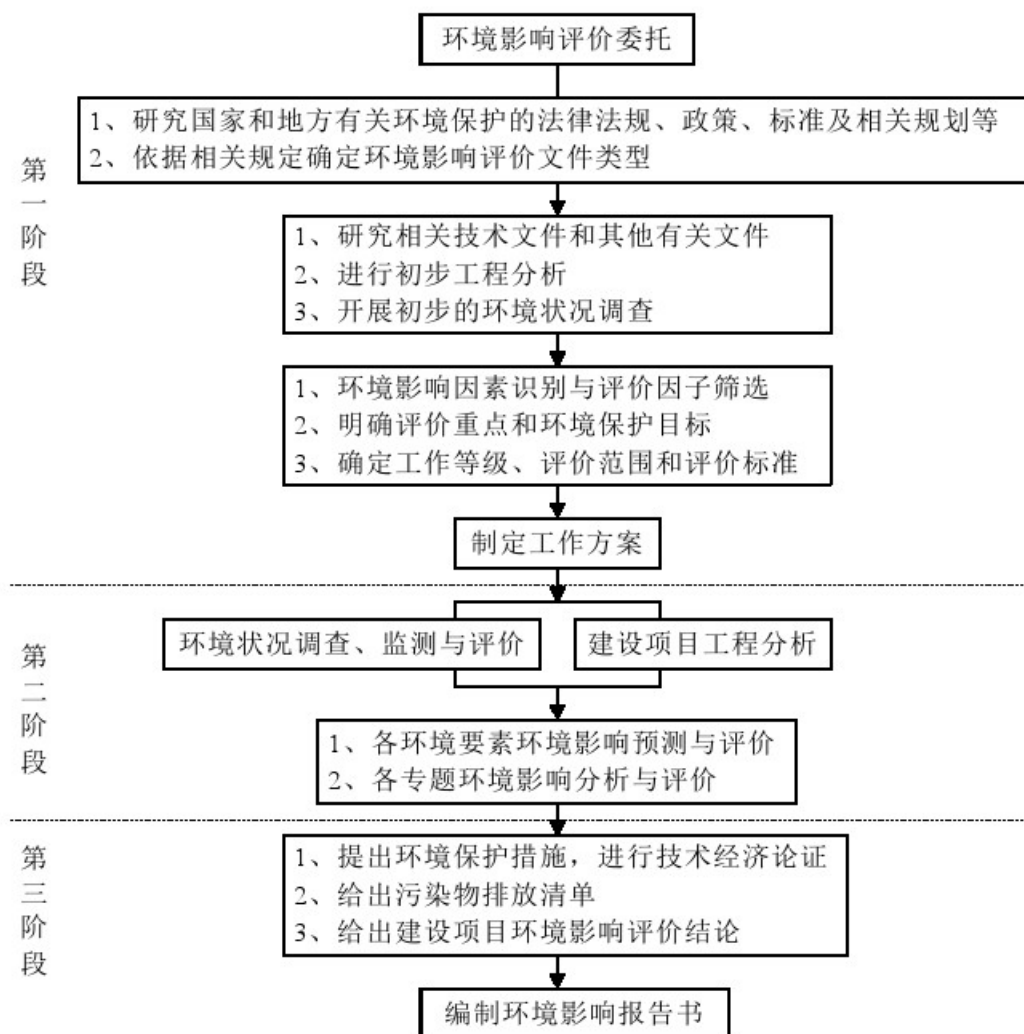 环境影响评价委托
1、研究国家和地方有关环境保护的法律法规、政策、标准及相关规划等
2、依据相关规定确定环境影响评价文件类型
第一阶段
1、研究相关技术文件和其他有关文件
2、进行初步工程分析
3、开展初步的环境状况调查
1、环境影响因素识别与评价因子筛选
2、明确评价重点和环境保护目标
3、确定工作等级、评价范围和评价标准
制定工作方案
第二阶段
环境状况调查、监测与评价
建设项目工程分析
1、各环境要素环境影响预测与评价
2、各专题环境影响分析与评价
第三阶段
1、提出环境保护措施，进行技术经济论证
2、给出污染物排放清单
3、给出建设项目环境影响评价结论
编制环境影响报告书